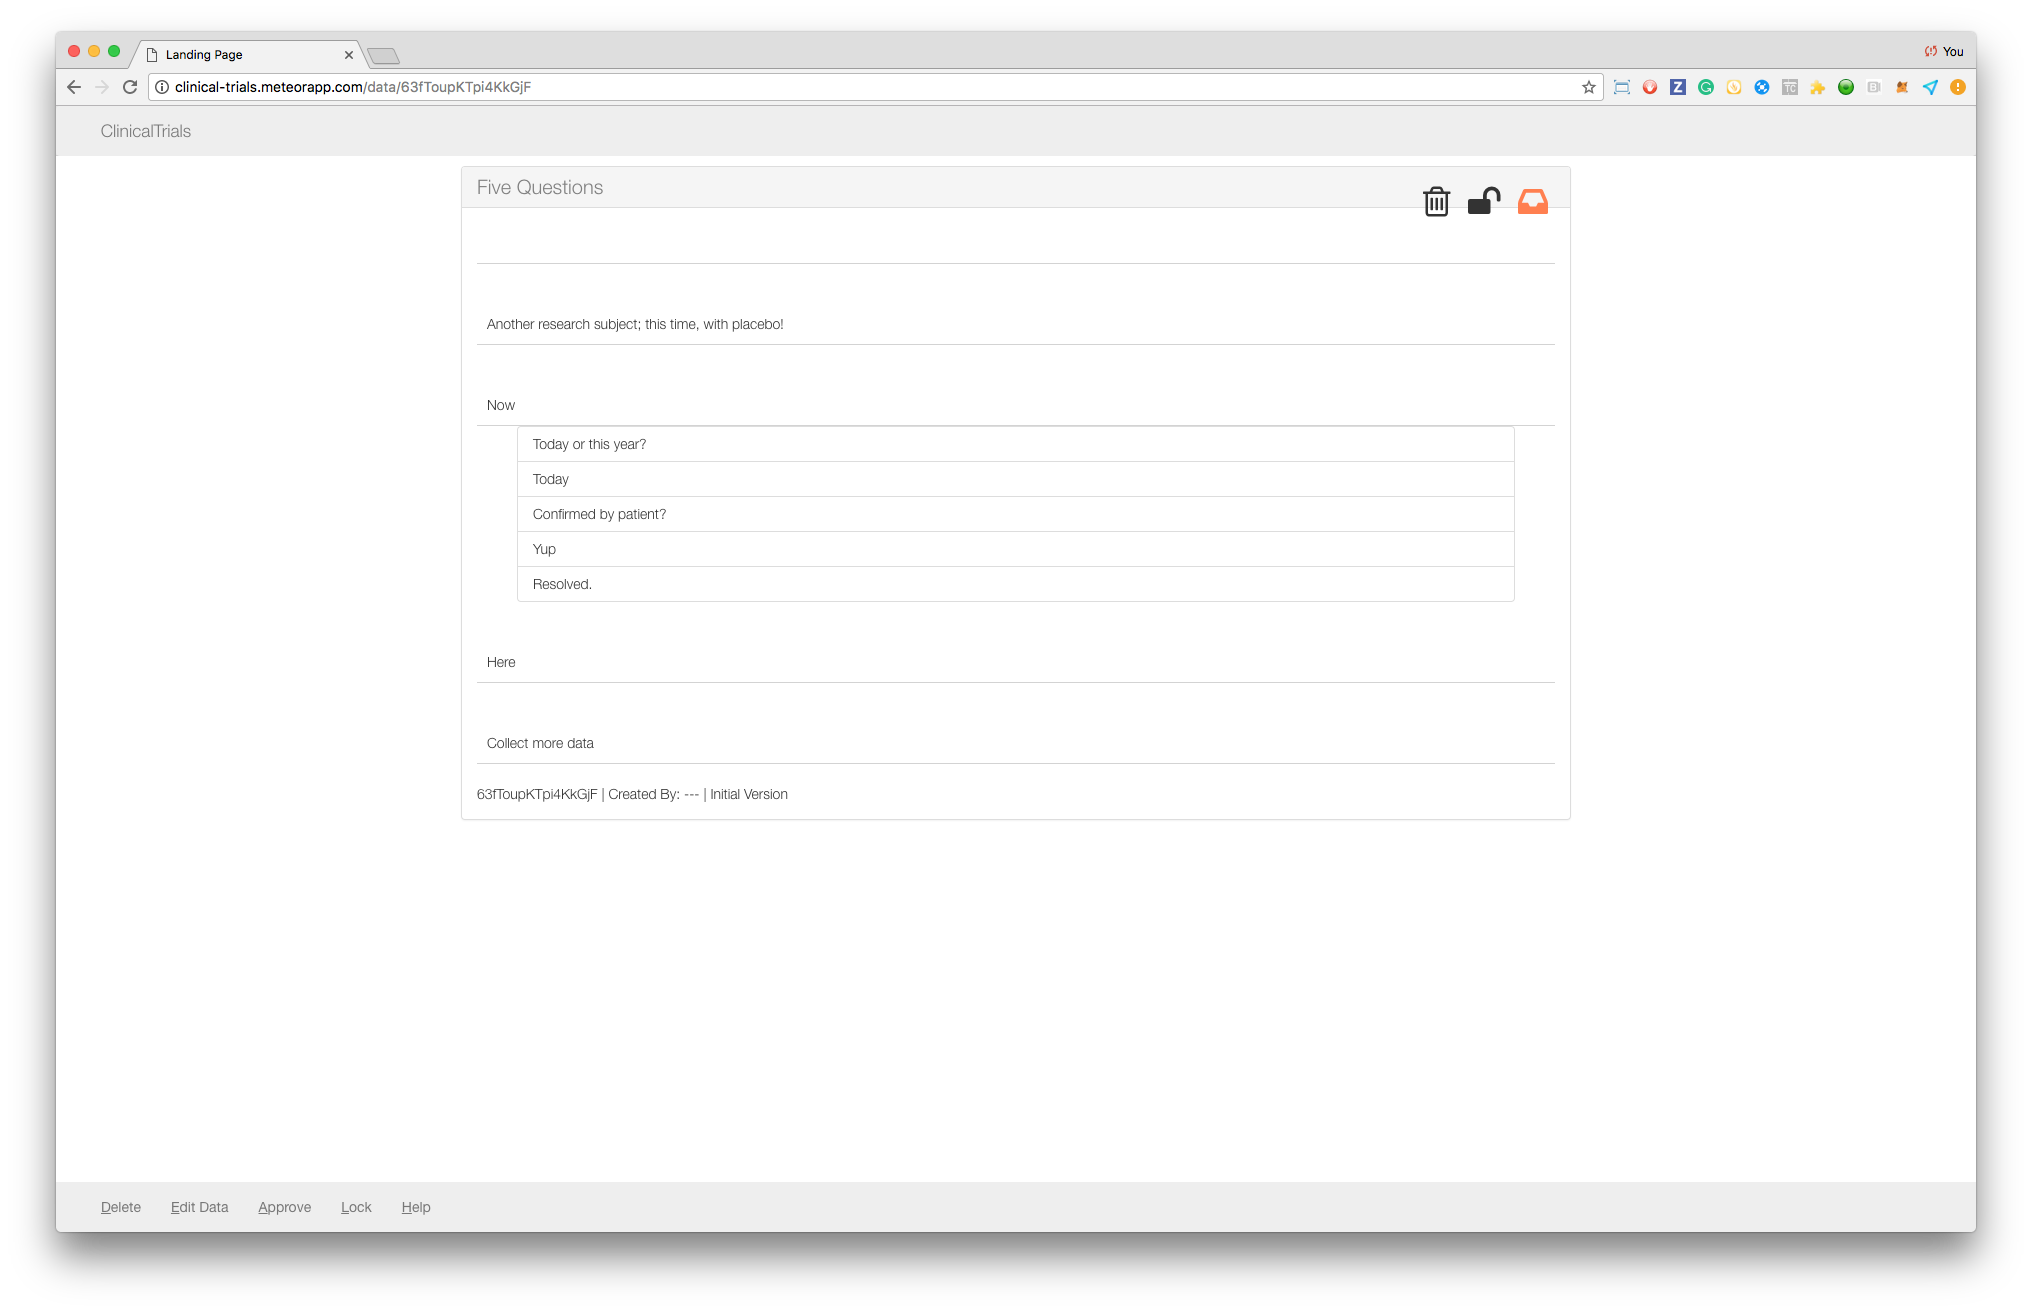 Landing Page
You
clinical-trials.meteorapp.com/data/63fToupKTpi4KkGjF
ClinicalTrials
Five Questions
Another research subject; this time, with placebo!
Now
Today or this year?
Today
Confirmed by patient?
Yup
Resolved.
Here
Collect more data
63fToupKTpi4KkGjF | Created By: --- | Initial Version
Delete Edit Data Approve Lock Help